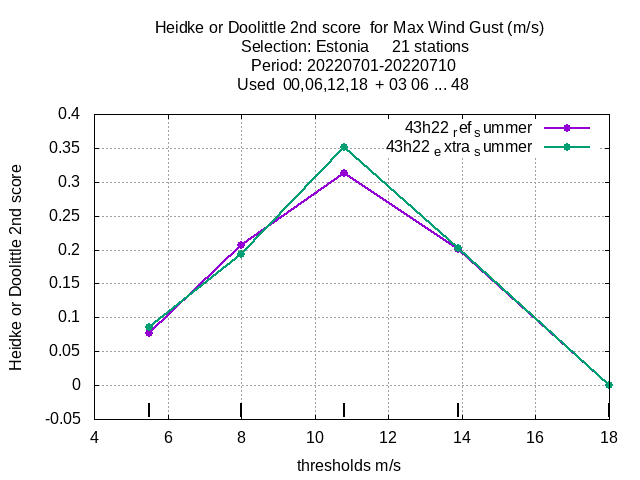 Heidke or Doolittle 2nd score  for Max Wind Gust (m/s)
Selection: Estonia     21 stations
Period: 20220701-20220710
Used  00,06,12,18  + 03 06 ... 48
43h22 ref summer
43h22 extra summer
Heidke or Doolittle 2nd score
0.4
0.35
0.3
0.25
0.2
0.15
0.1
0.05
0
-0.05
4 6 8 10 12 14 16 18
thresholds m/s